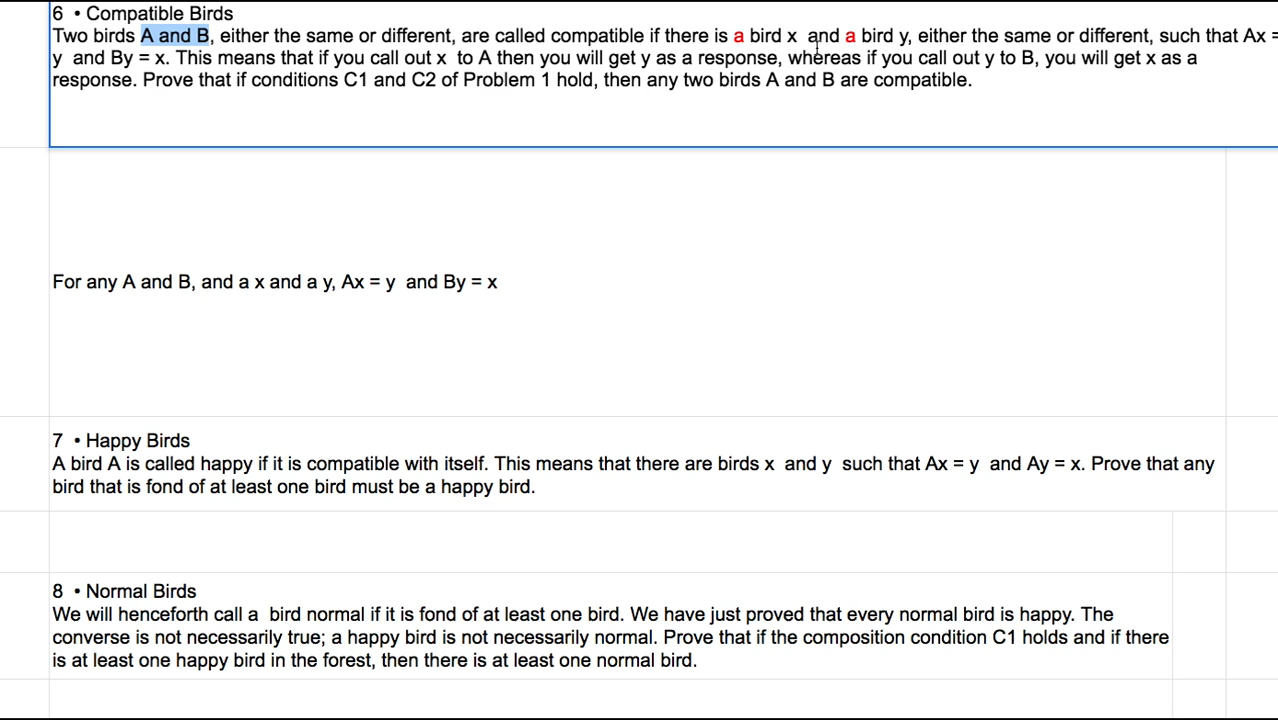 6 • Compatible Birds
Two birds A and B, either the same or different, are called compatible if there is a bird x and a bird y, either the same or different, such that Ax =
y and By = x. This means that if you call out x to A then you will get y as a response, whereas if you call out y to B, you will get x as a
response. Prove that if conditions C1 and C2 of Problem 1 hold, then any two birds A and B are compatible.
For any A and B, and a x and a y, Ax = y and By = x
7 • Happy Birds
A bird A is called happy if it is compatible with itself. This means that there are birds x and y such that Ax = y and Ay = x. Prove that any
bird that is fond of at least one bird must be a happy bird.
8 • Normal Birds
We will henceforth call a bird normal if it is fond of at least one bird. We have just proved that every normal bird is happy. The
converse is not necessarily true; a happy bird is not necessarily normal. Prove that if the composition condition C1 holds and if there
is at least one happy bird in the forest, then there is at least one normal bird.